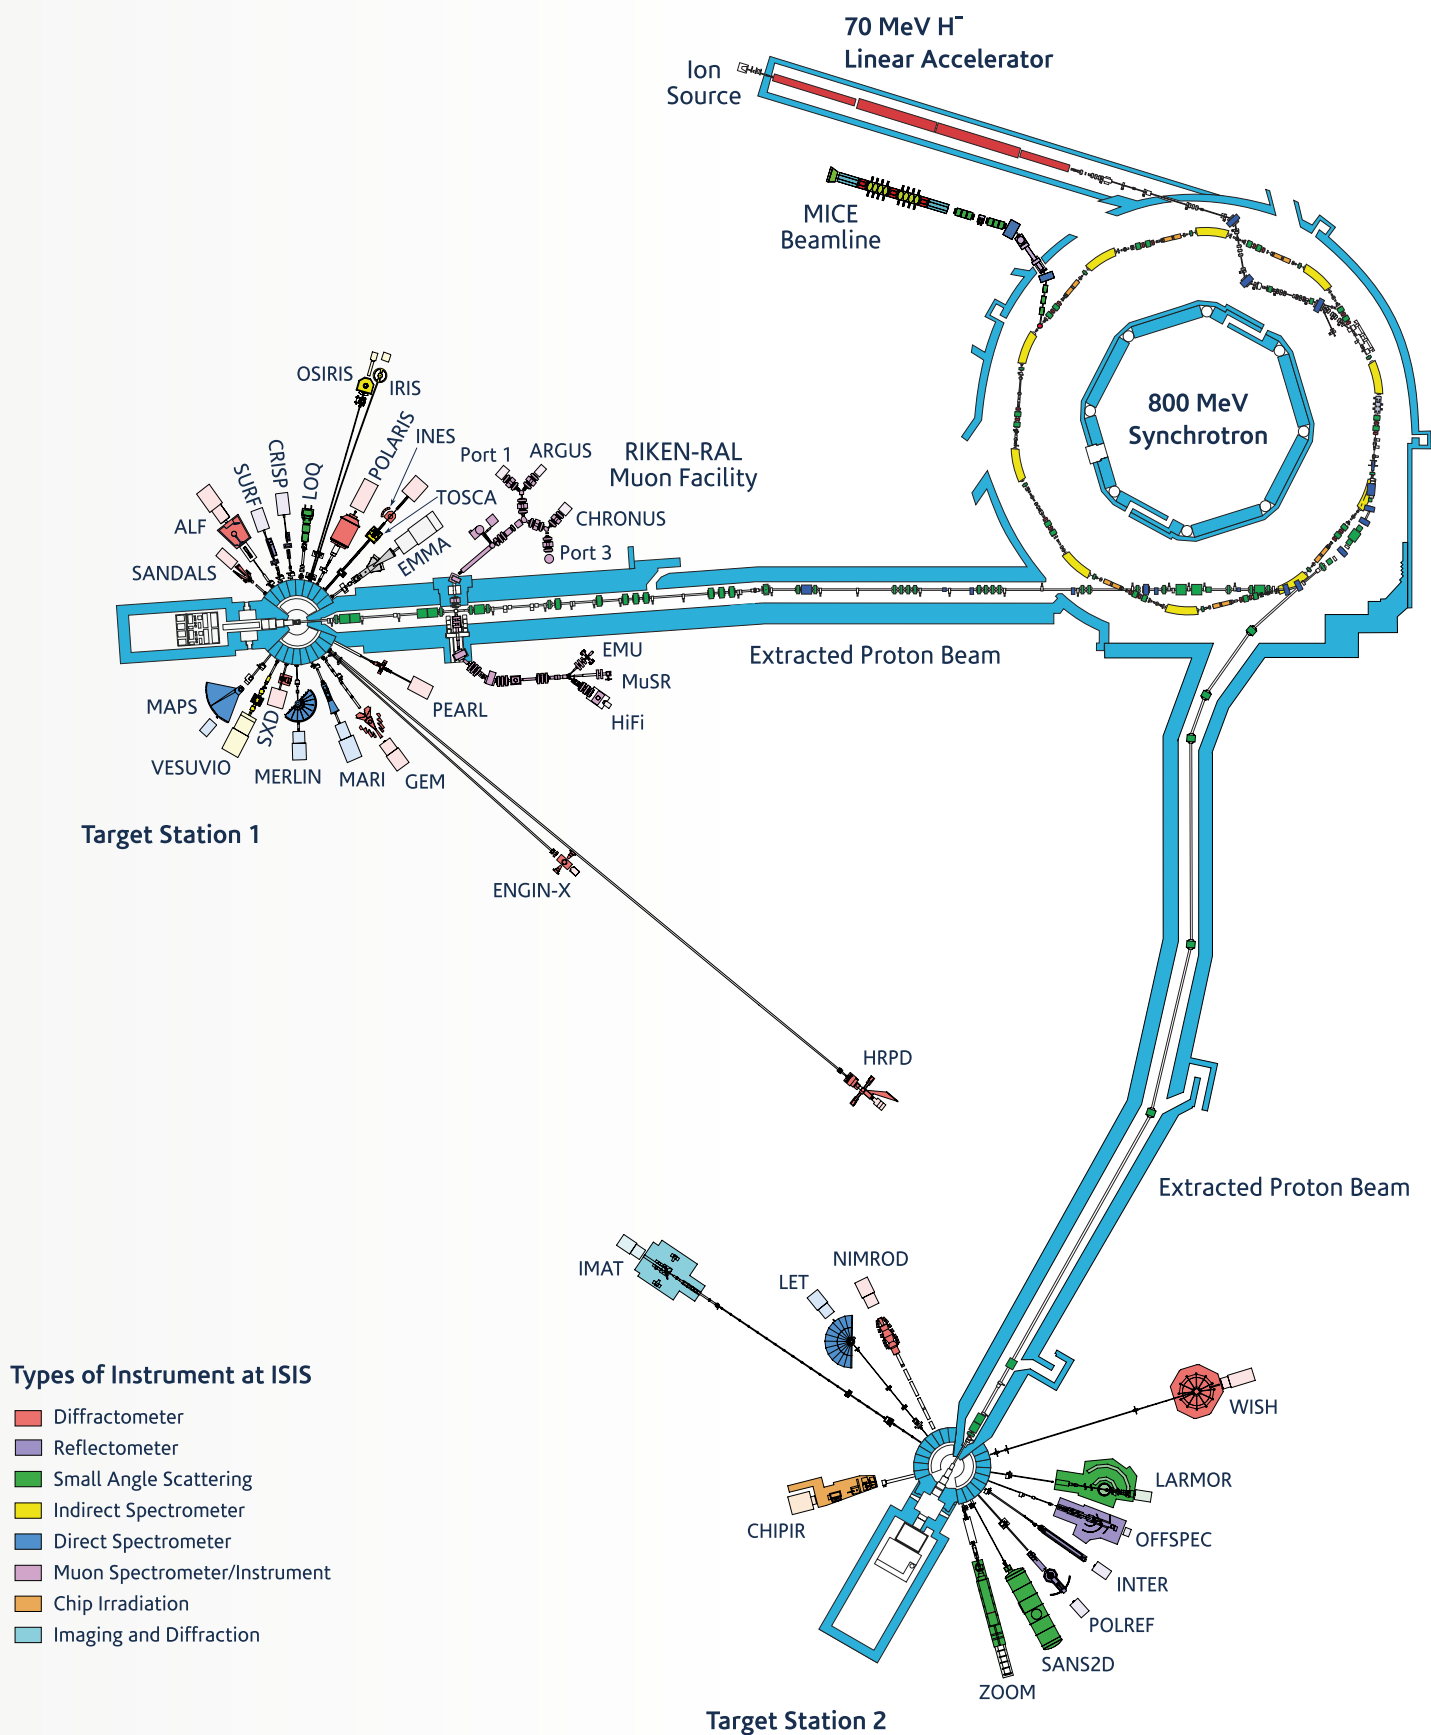 70 MeV H⁻
Linear Accelerator
Ion
Source
MICE
Beamline
800 MeV
Synchrotron
OSIRIS
IRIS
POLARIS
INES
TOSCA
EMMA
CRISP
SURF
LOQ
ALF
SANDALS
Port 1
ARGUS
RIKEN-RAL
Muon Facility
CHRONUS
Port 3
Extracted Proton Beam
EMU
MuSR
HiFi
PEARL
MAPS
VESUVIO
SXD
MERLIN
MARI
GEM
Target Station 1
ENGIN-X
HRPD
Extracted Proton Beam
IMAT
LET
NIMROD
WISH
LARMOR
OFFSPEC
INTER
POLREF
SANS2D
ZOOM
CHIPIR
Target Station 2
Types of Instrument at ISIS
Diffractometer
Reflectometer
Small Angle Scattering
Indirect Spectrometer
Direct Spectrometer
Muon Spectrometer/Instrument
Chip Irradiation
Imaging and Diffraction